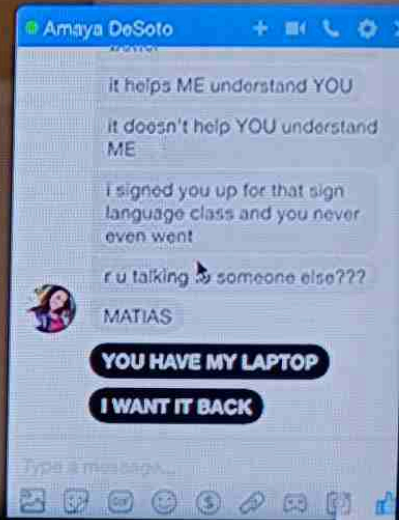 Amaya DeSoto
it helps ME understand YOU
it doesn't help YOU understand
ME
i signed you up for that sign
language class and you never
even went
r u talking to someone else???
MATIAS
YOU HAVE MY LAPTOP
I WANT IT BACK
Type a message...
GIF